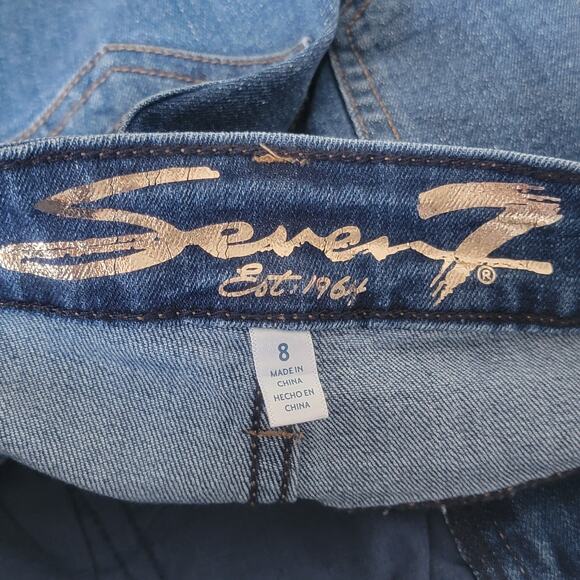 Seven7®
Est. 1964
8
MADE IN
CHINA
HECHO EN
CHINA